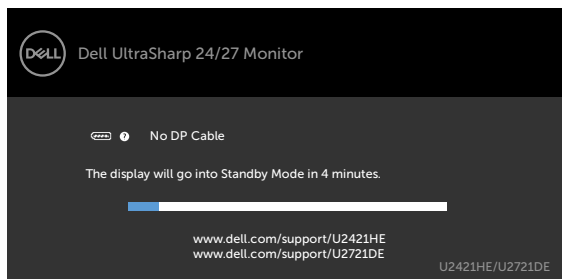 DELL
Dell UltraSharp 24/27 Monitor
? No DP Cable
The display will go into Standby Mode in 4 minutes.
www.dell.com/support/U2421HE
www.dell.com/support/U2721DE
U2421HE/U2721DE